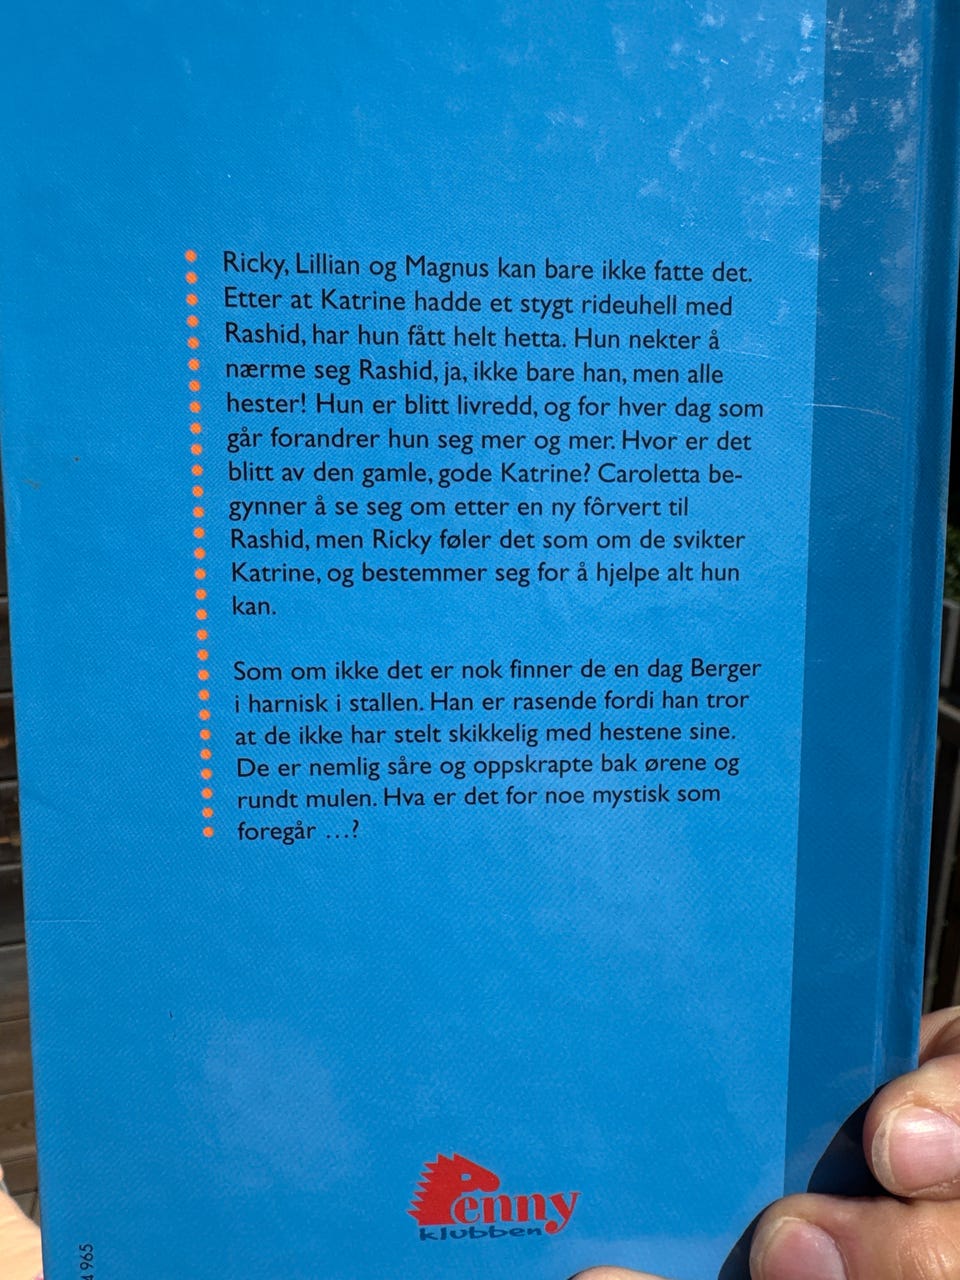 Ricky, Lillian og Magnus kan bare ikke fatte det.
Etter at Katrine hadde et stygt rideuhell med
Rashid, har hun fått helt hetta. Hun nekter å
nærme seg Rashid, ja, ikke bare han, men alle
hester! Hun er blitt livredd, og for hver dag som
går forandrer hun seg mer og mer. Hvor er det
blitt av den gamle, gode Katrine? Caroletta be-
gynner å se seg om etter en ny fôrvert til
Rashid, men Ricky føler det som om de svikter
Katrine, og bestemmer seg for å hjelpe alt hun
kan.
Som om ikke det er nok finner de en dag Berger
i harnisk i stallen. Han er rasende fordi han tror
at de ikke har stelt skikkelig med hestene sine.
De er nemlig såre og oppskrapte bak ørene og
rundt mulen. Hva er det for noe mystisk som
foregår ...?
Penny
klubben
965